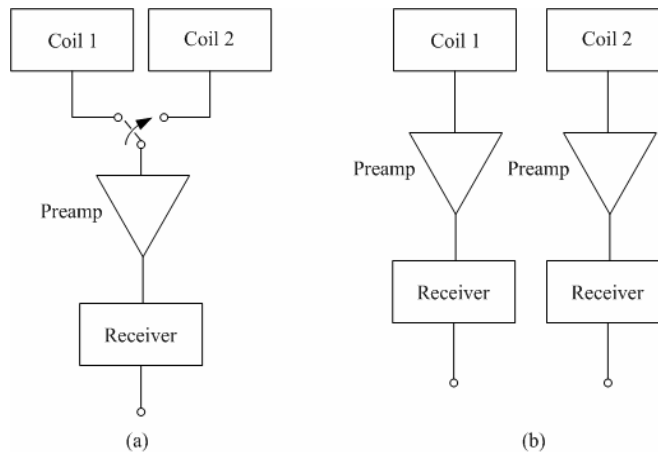 Coil 1
Coil 2
Preamp
Receiver
(a)
Coil 1
Coil 2
Preamp
Preamp
Receiver
Receiver
(b)